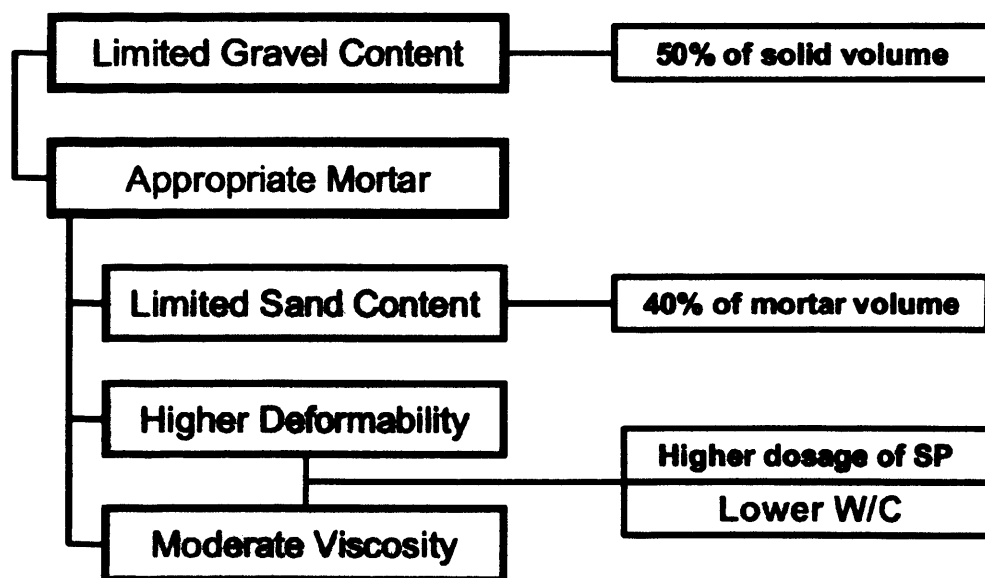 Limited Gravel Content
50% of solid volume
Appropriate Mortar
Limited Sand Content
40% of mortar volume
Higher Deformability
Higher dosage of SP
Lower W/C
Moderate Viscosity